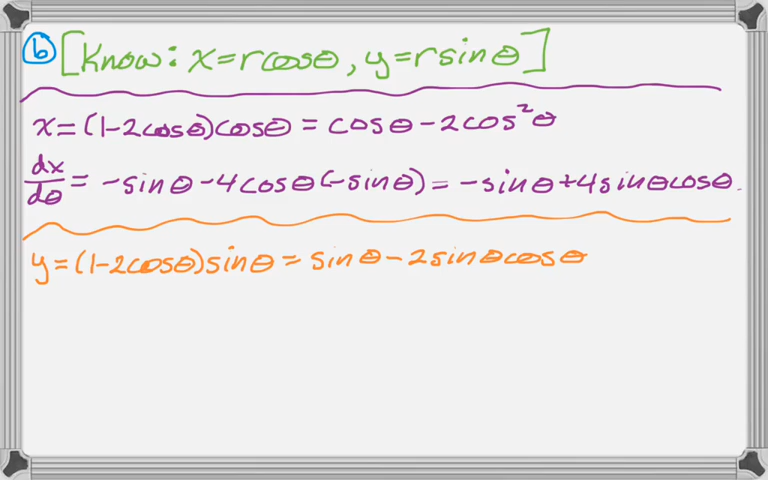 b [Know: x=rcosθ, y=rsinθ]
x=(1-2cosθ)cosθ = cosθ-2cos²θ
dx/dθ = -sinθ-4cosθ(-sinθ) = -sinθ+4sinθcosθ.
y=(1-2cosθ)sinθ = sinθ-2sinθcosθ